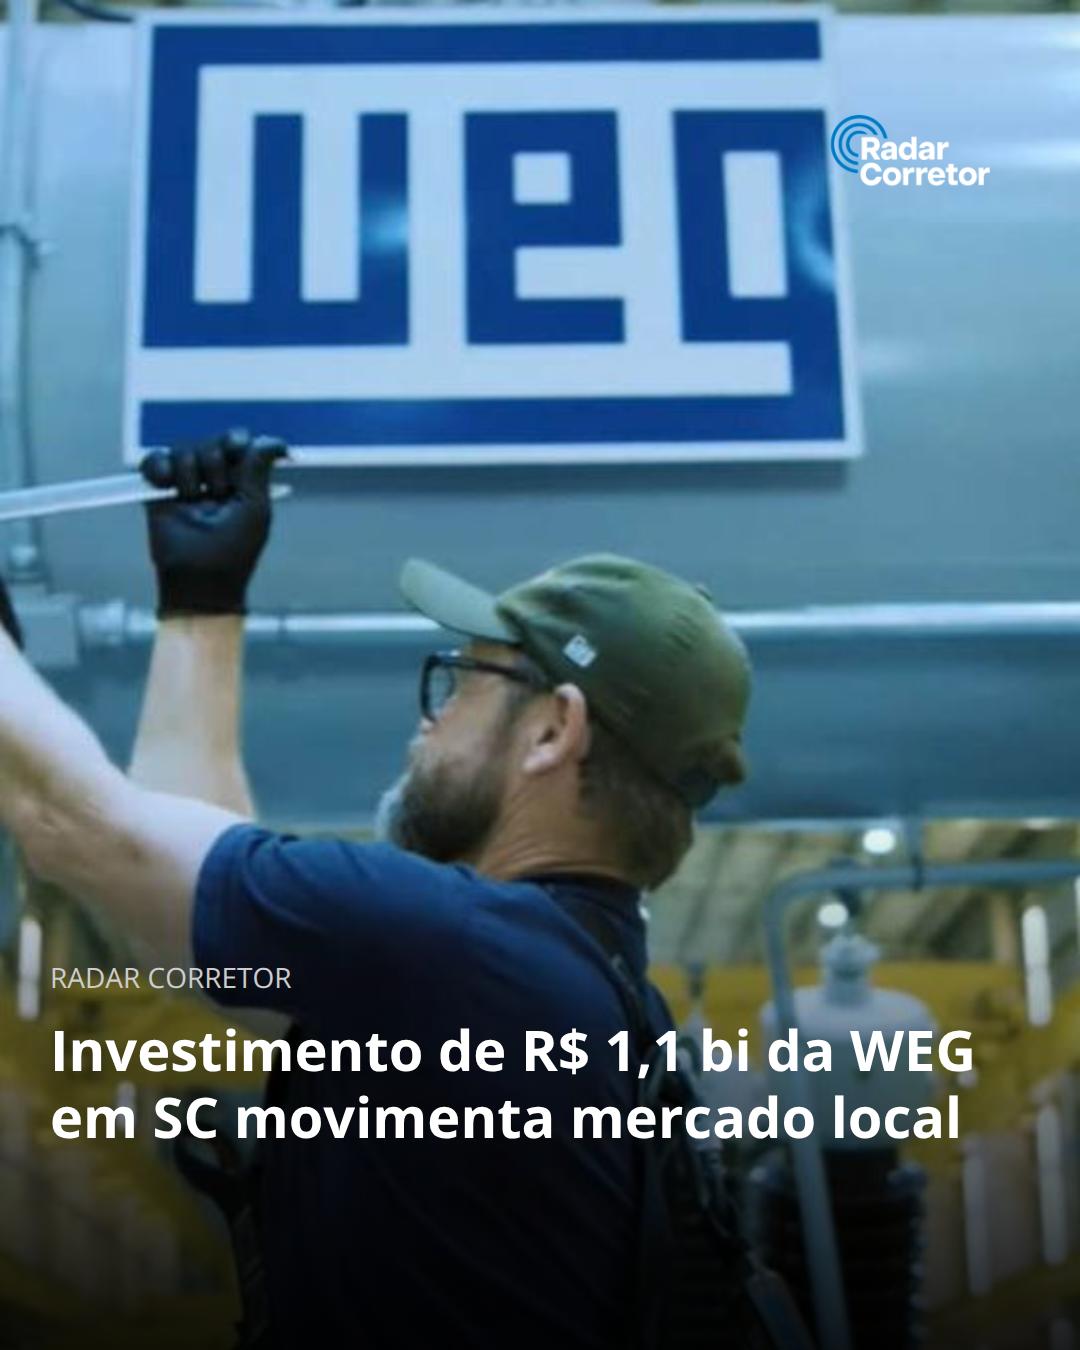 weg
Radar
Corretor
RADAR CORRETOR
Investimento de R$ 1,1 bi da WEG
em SC movimenta mercado local